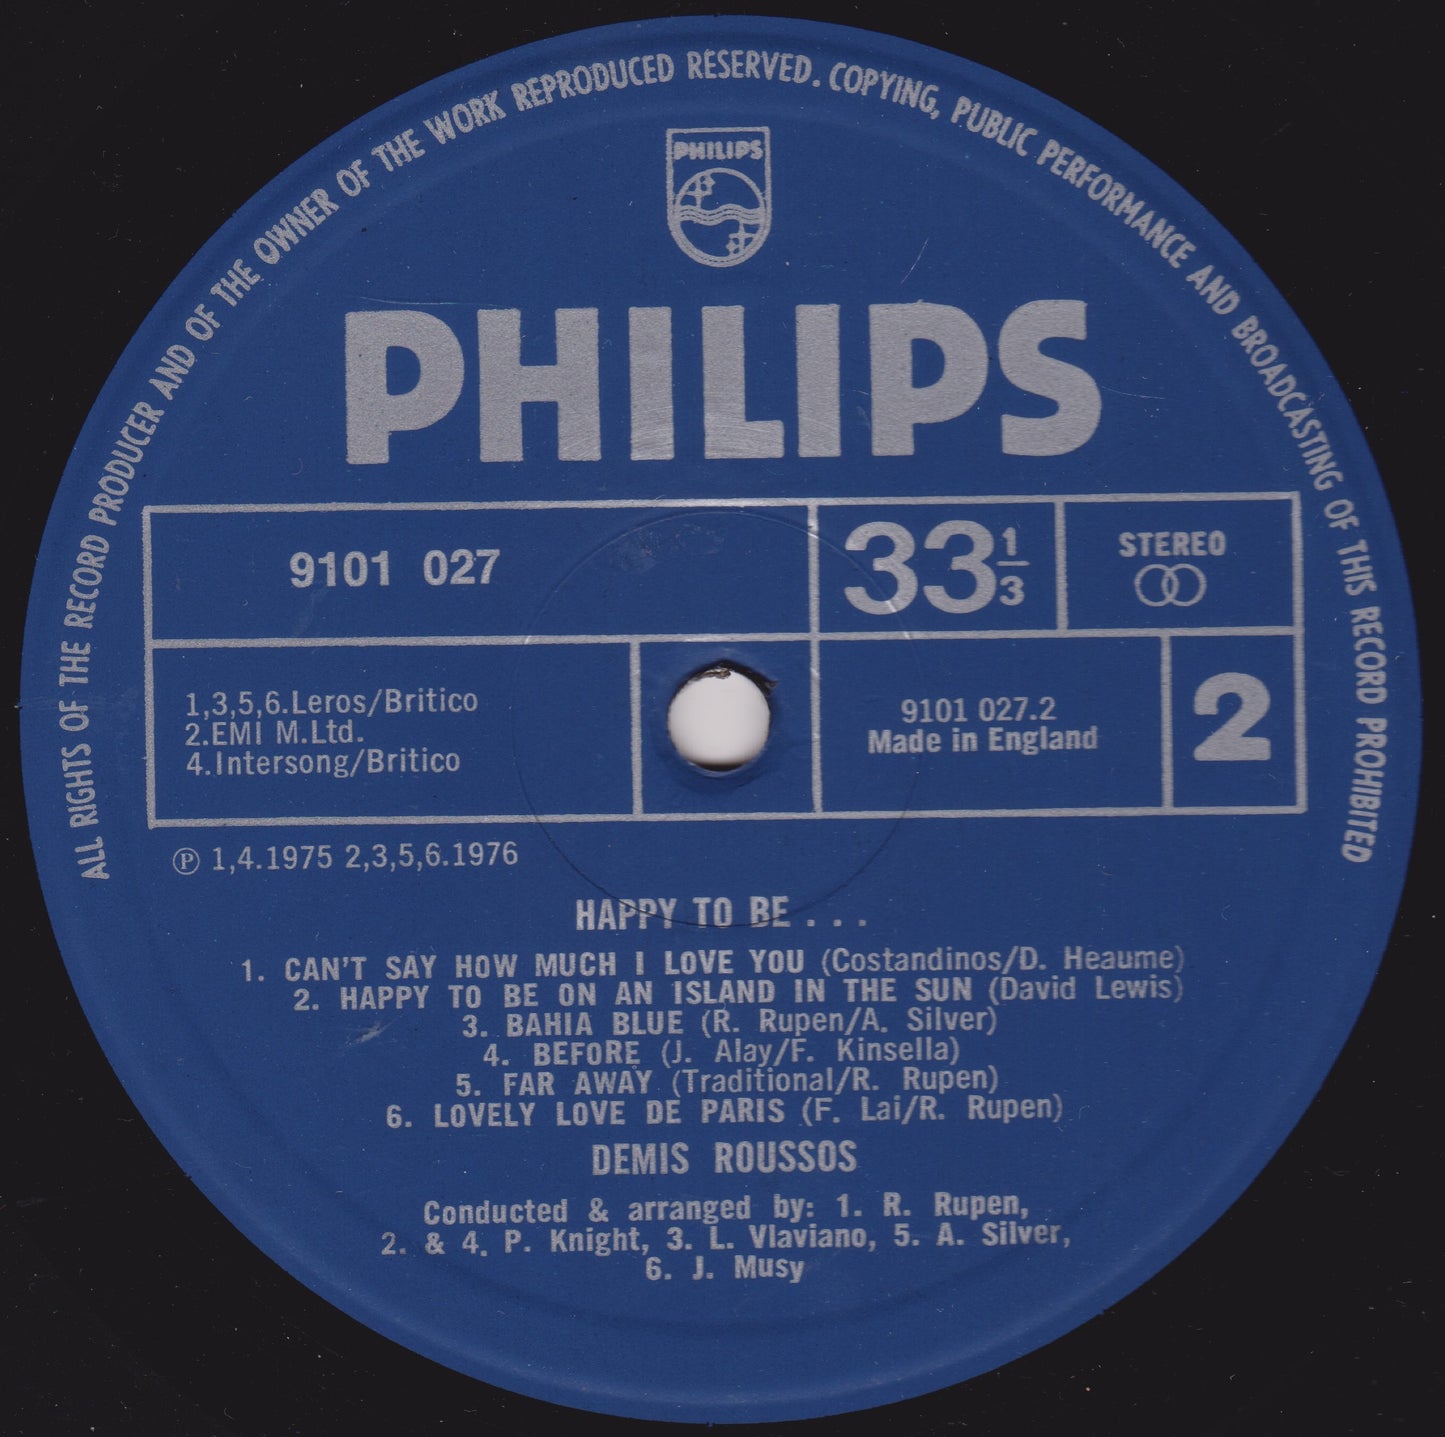 ALL RIGHTS OF THE RECORD PRODUCER AND OF THE OWNER OF THE WORK REPRODUCED RESERVED. COPYING, PUBLIC PERFORMANCE AND BROADCASTING OF THIS RECORD PROHIBITED
PHILIPS
PHILIPS
9101 027
33 1/3
STEREO
1,3,5,6.Leros/Britico
2.EMI M.Ltd.
4.Intersong/Britico
9101 027.2
Made in England
2
Ⓟ 1,4.1975 2,3,5,6.1976
HAPPY TO BE . . .
1. CAN'T SAY HOW MUCH I LOVE YOU (Costandinos/D. Heaume)
2. HAPPY TO BE ON AN ISLAND IN THE SUN (David Lewis)
3. BAHIA BLUE (R. Rupen/A. Silver)
4. BEFORE (J. Alay/F. Kinsella)
5. FAR AWAY (Traditional/R. Rupen)
6. LOVELY LOVE DE PARIS (F. Lai/R. Rupen)
DEMIS ROUSSOS
Conducted & arranged by: 1. R. Rupen,
2. & 4. P. Knight, 3. L. Vlaviano, 5. A. Silver,
6. J. Musy